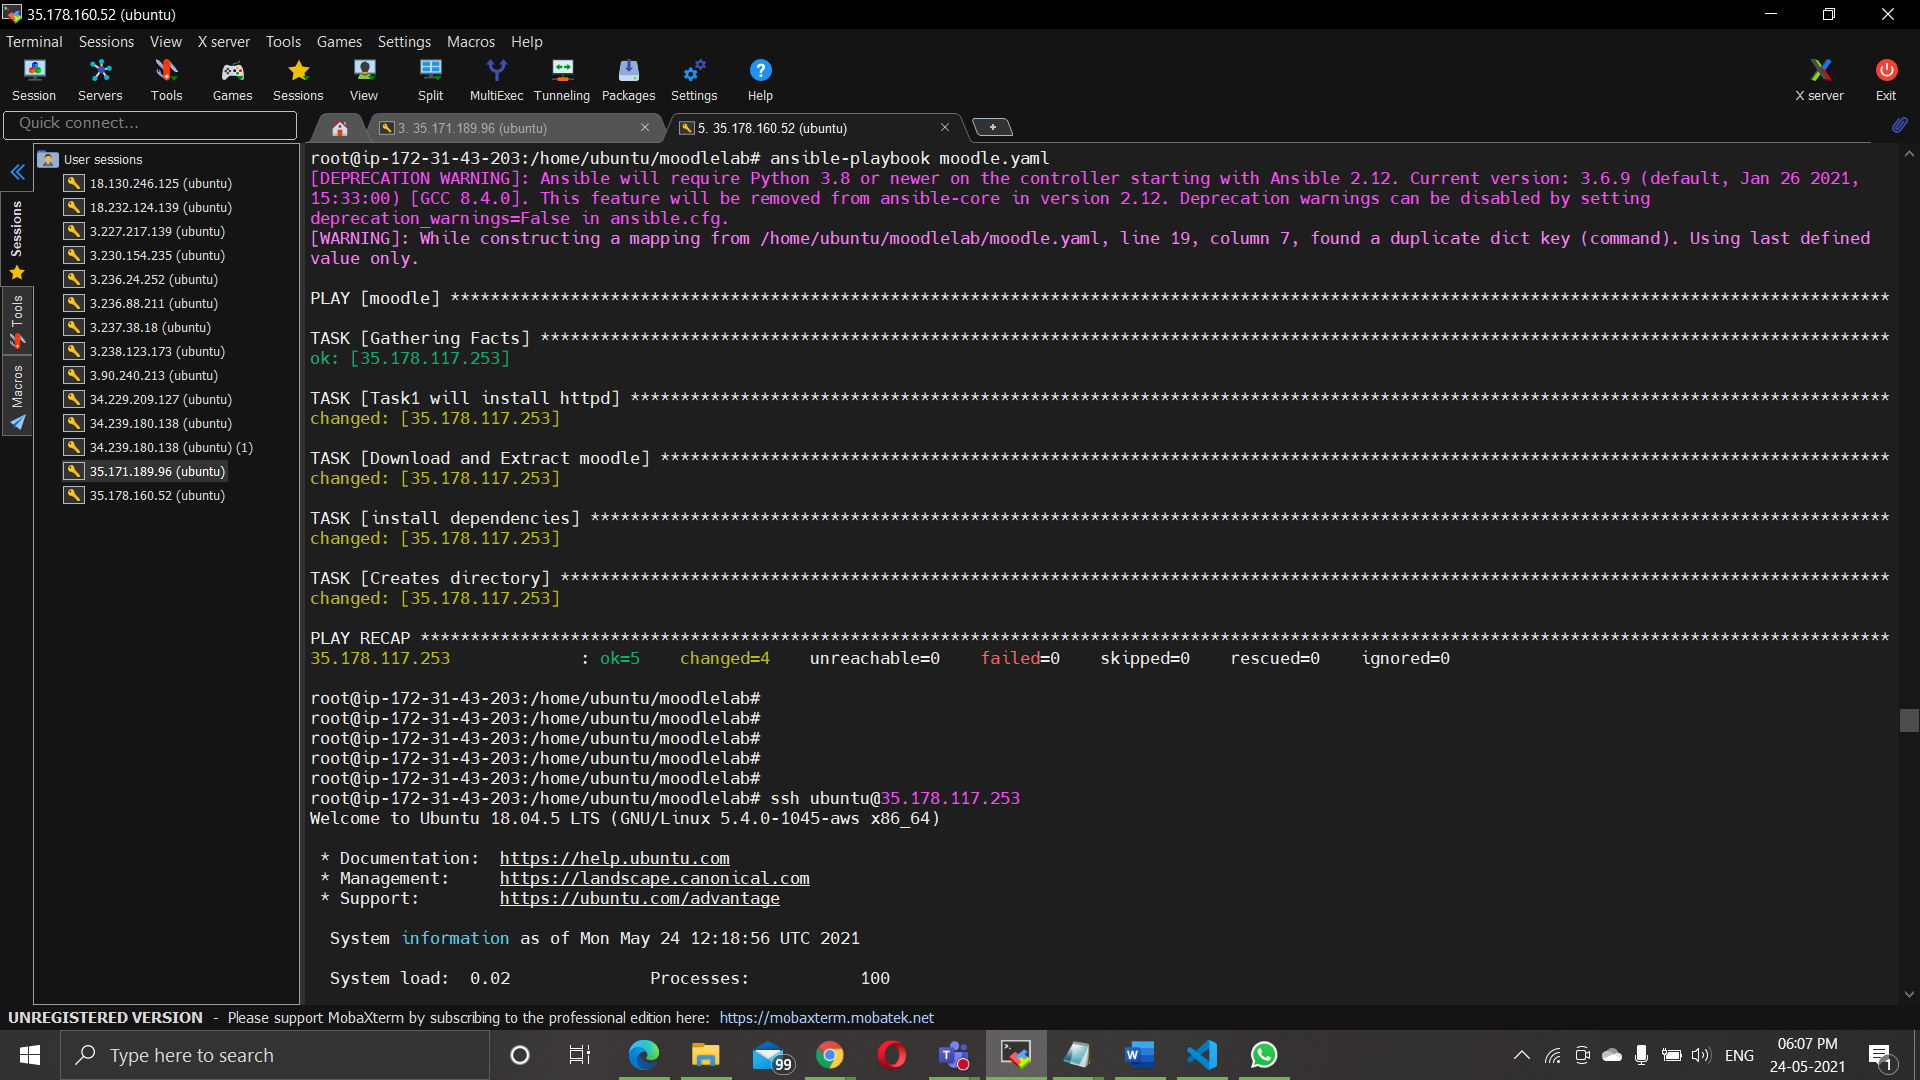 35.178.160.52 (ubuntu)
Terminal Sessions View X server Tools Games Settings Macros Help
Session Servers Tools Games Sessions View Split MultiExec Tunneling Packages Settings Help X server Exit
Quick connect...
3. 35.171.189.96 (ubuntu)
5. 35.178.160.52 (ubuntu)
Sessions
Tools
Macros
User sessions
18.130.246.125 (ubuntu)
18.232.124.139 (ubuntu)
3.227.217.139 (ubuntu)
3.230.154.235 (ubuntu)
3.236.24.252 (ubuntu)
3.236.88.211 (ubuntu)
3.237.38.18 (ubuntu)
3.238.123.173 (ubuntu)
3.90.240.213 (ubuntu)
34.229.209.127 (ubuntu)
34.239.180.138 (ubuntu)
34.239.180.138 (ubuntu) (1)
35.171.189.96 (ubuntu)
35.178.160.52 (ubuntu)
root@ip-172-31-43-203:/home/ubuntu/moodlelab# ansible-playbook moodle.yaml
[DEPRECATION WARNING]: Ansible will require Python 3.8 or newer on the controller starting with Ansible 2.12. Current version: 3.6.9 (default, Jan 26 2021,
15:33:00) [GCC 8.4.0]. This feature will be removed from ansible-core in version 2.12. Deprecation warnings can be disabled by setting
deprecation_warnings=False in ansible.cfg.
[WARNING]: While constructing a mapping from /home/ubuntu/moodlelab/moodle.yaml, line 19, column 7, found a duplicate dict key (command). Using last defined
value only.
PLAY [moodle] ************************************************************************************************************************************************
TASK [Gathering Facts] ***************************************************************************************************************************************
ok: [35.178.117.253]
TASK [Task1 will install httpd] ******************************************************************************************************************************
changed: [35.178.117.253]
TASK [Download and Extract moodle] ***************************************************************************************************************************
changed: [35.178.117.253]
TASK [install dependencies] **********************************************************************************************************************************
changed: [35.178.117.253]
TASK [Creates directory] *************************************************************************************************************************************
changed: [35.178.117.253]
PLAY RECAP ***************************************************************************************************************************************************
35.178.117.253 : ok=5 changed=4 unreachable=0 failed=0 skipped=0 rescued=0 ignored=0
root@ip-172-31-43-203:/home/ubuntu/moodlelab#
root@ip-172-31-43-203:/home/ubuntu/moodlelab#
root@ip-172-31-43-203:/home/ubuntu/moodlelab#
root@ip-172-31-43-203:/home/ubuntu/moodlelab#
root@ip-172-31-43-203:/home/ubuntu/moodlelab#
root@ip-172-31-43-203:/home/ubuntu/moodlelab# ssh ubuntu@35.178.117.253
Welcome to Ubuntu 18.04.5 LTS (GNU/Linux 5.4.0-1045-aws x86_64)
* Documentation: https://help.ubuntu.com
* Management: https://landscape.canonical.com
* Support: https://ubuntu.com/advantage
System information as of Mon May 24 12:18:56 UTC 2021
System load: 0.02 Processes: 100
UNREGISTERED VERSION - Please support MobaXterm by subscribing to the professional edition here: https://mobaxterm.mobatek.net
Type here to search
99
ENG
06:07 PM
24-05-2021
1